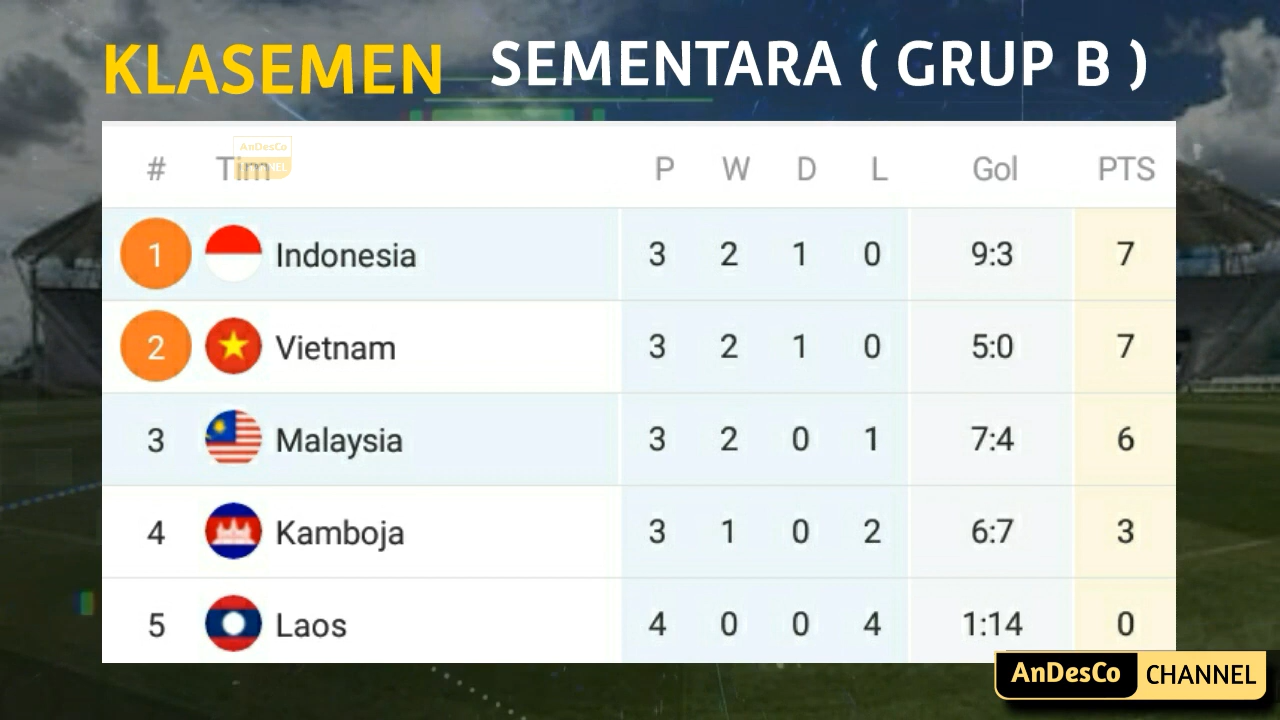 KLASEMEN SEMENTARA ( GRUP B )
AnDesCo
CHANNEL
# Tim P W D L Gol PTS
1 Indonesia 3 2 1 0 9:3 7
2 Vietnam 3 2 1 0 5:0 7
3 Malaysia 3 2 0 1 7:4 6
4 Kamboja 3 1 0 2 6:7 3
5 Laos 4 0 0 4 1:14 0
AnDesCo CHANNEL